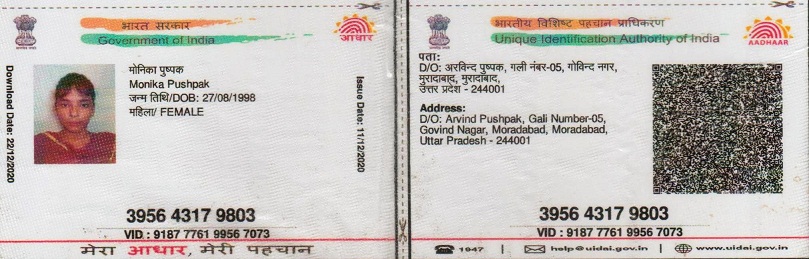 भारत सरकार
Government of India
आधार
Download Date: 22/12/2020
मोनिका पुष्पक
Monika Pushpak
जन्म तिथि/DOB: 27/08/1998
महिला/ FEMALE
Issue Date: 11/12/2020
3956 4317 9803
VID : 9187 7761 9956 7073
मेरा आधार, मेरी पहचान
भारतीय विशिष्ट पहचान प्राधिकरण
Unique Identification Authority of India
AADHAAR
पता:
D/O: अरविन्द पुष्पक, गली नंबर-05, गोविन्द नगर,
मुरादाबाद, मुरादाबाद,
उत्तर प्रदेश - 244001
Address:
D/O: Arvind Pushpak, Gali Number-05,
Govind Nagar, Moradabad, Moradabad,
Uttar Pradesh - 244001
3956 4317 9803
VID : 9187 7761 9956 7073
1947 | help@uidai.gov.in | www.uidai.gov.in